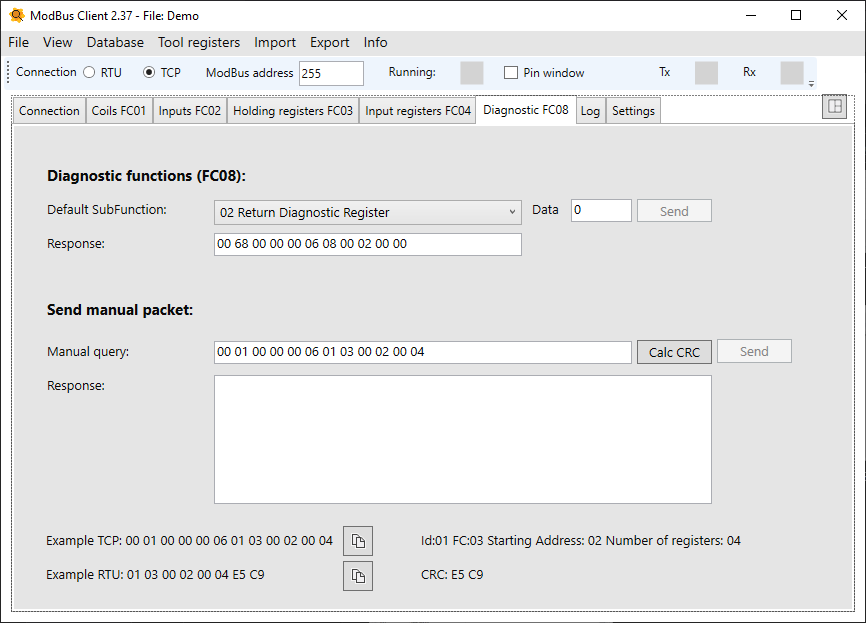 ModBus Client 2.37 - File: Demo
File View Database Tool registers Import Export Info
Connection RTU TCP ModBus address 255 Running: Pin window Tx Rx
Connection Coils FC01 Inputs FC02 Holding registers FC03 Input registers FC04 Diagnostic FC08 Log Settings
Diagnostic functions (FC08):
Default SubFunction: 02 Return Diagnostic Register Data 0 Send
Response: 00 68 00 00 00 06 08 00 02 00 00
Send manual packet:
Manual query: 00 01 00 00 00 06 01 03 00 02 00 04 Calc CRC Send
Response:
Example TCP: 00 01 00 00 00 06 01 03 00 02 00 04 Id:01 FC:03 Starting Address: 02 Number of registers: 04
Example RTU: 01 03 00 02 00 04 E5 C9 CRC: E5 C9